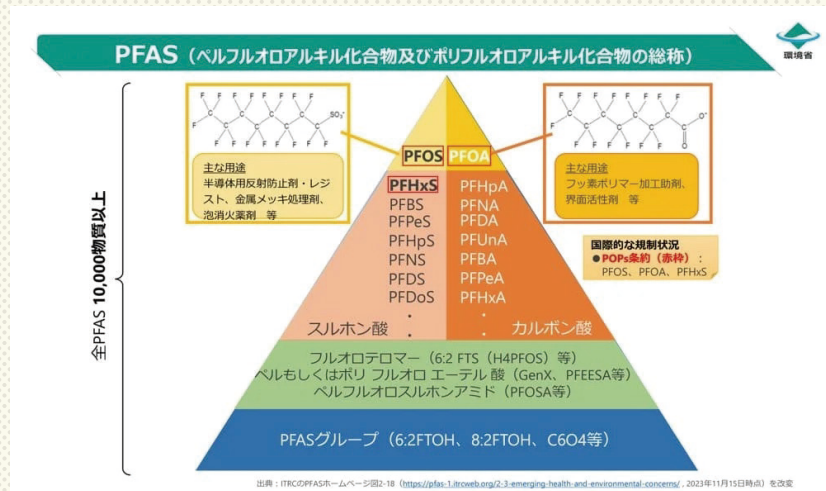 PFAS（ペルフルオロアルキル化合物及びポリフルオロアルキル化合物の総称）
環境省
全PFAS 10,000物質以上
F F F F F F F F
F C C C C C C C C SO₃⁻
F F F F F F F F
主な用途
半導体用反射防止剤・レジ
スト、金属メッキ処理剤、
泡消火薬剤 等
F F F F F F F
F C C C C C C C C O⁻
F F F F F F F O
主な用途
フッ素ポリマー加工助剤、
界面活性剤 等
PFOS PFOA
PFHxS PFHpA
PFBS PFNA
PFPeS PFDA
PFHpS PFUnA
PFNS PFBA
PFDS PFPeA
PFDoS PFHxA
スルホン酸 カルボン酸
国際的な規制状況
●POPs条約（赤枠）：
PFOS、PFOA、PFHxS
フルオロテロマー（6:2 FTS（H4PFOS）等）
ペルもしくはポリ フルオロ エーテル 酸（GenX、PFEESA等）
ペルフルオロスルホンアミド（PFOSA等）
PFASグループ（6:2FTOH、8:2FTOH、C6O4等）
出典：ITRCのPFASホームページ図2-18（https://pfas-1.itrcweb.org/2-3-emerging-health-and-environmental-concerns/ , 2023年11月15日時点）を改変